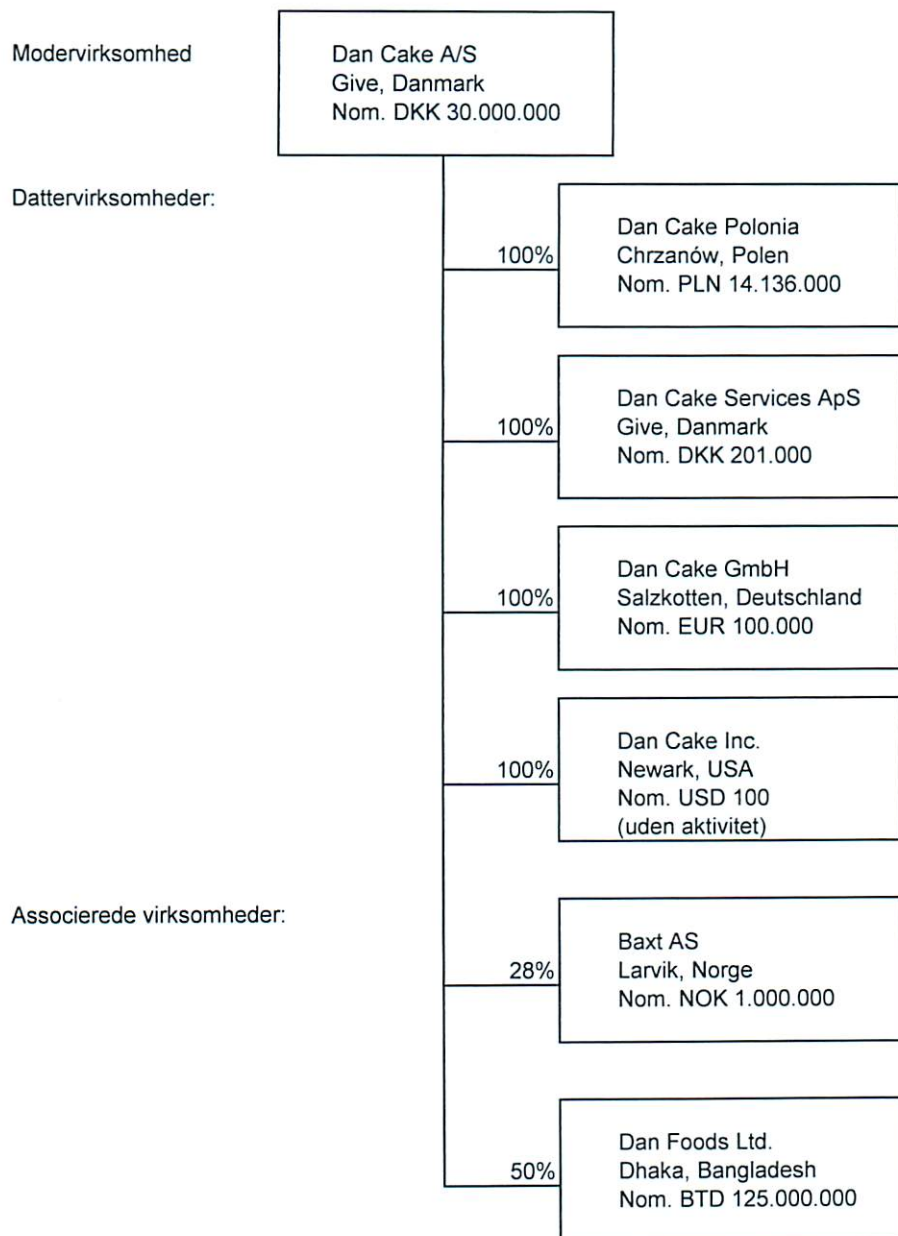 Modervirksomhed
Dan Cake A/S
Give, Danmark
Nom. DKK 30.000.000
Dattervirksomheder:
100%
Dan Cake Polonia
Chrzanów, Polen
Nom. PLN 14.136.000
100%
Dan Cake Services ApS
Give, Danmark
Nom. DKK 201.000
100%
Dan Cake GmbH
Salzkotten, Deutschland
Nom. EUR 100.000
100%
Dan Cake Inc.
Newark, USA
Nom. USD 100
(uden aktivitet)
Associerede virksomheder:
28%
Baxt AS
Larvik, Norge
Nom. NOK 1.000.000
50%
Dan Foods Ltd.
Dhaka, Bangladesh
Nom. BTD 125.000.000